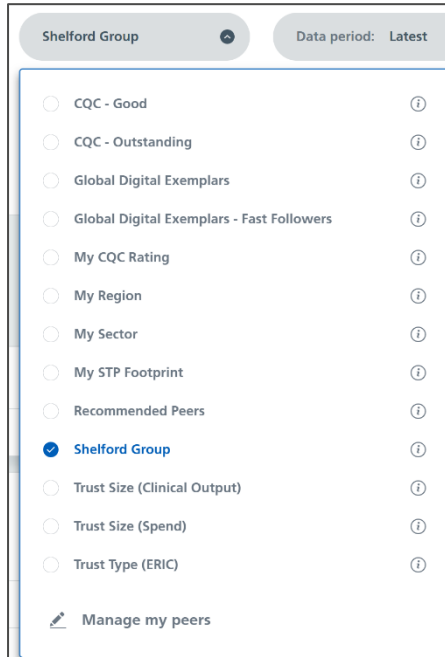 Shelford Group
Data period: Latest
CQC - Good
CQC - Outstanding
Global Digital Exemplars
Global Digital Exemplars - Fast Followers
My CQC Rating
My Region
My Sector
My STP Footprint
Recommended Peers
Shelford Group
Trust Size (Clinical Output)
Trust Size (Spend)
Trust Type (ERIC)
Manage my peers